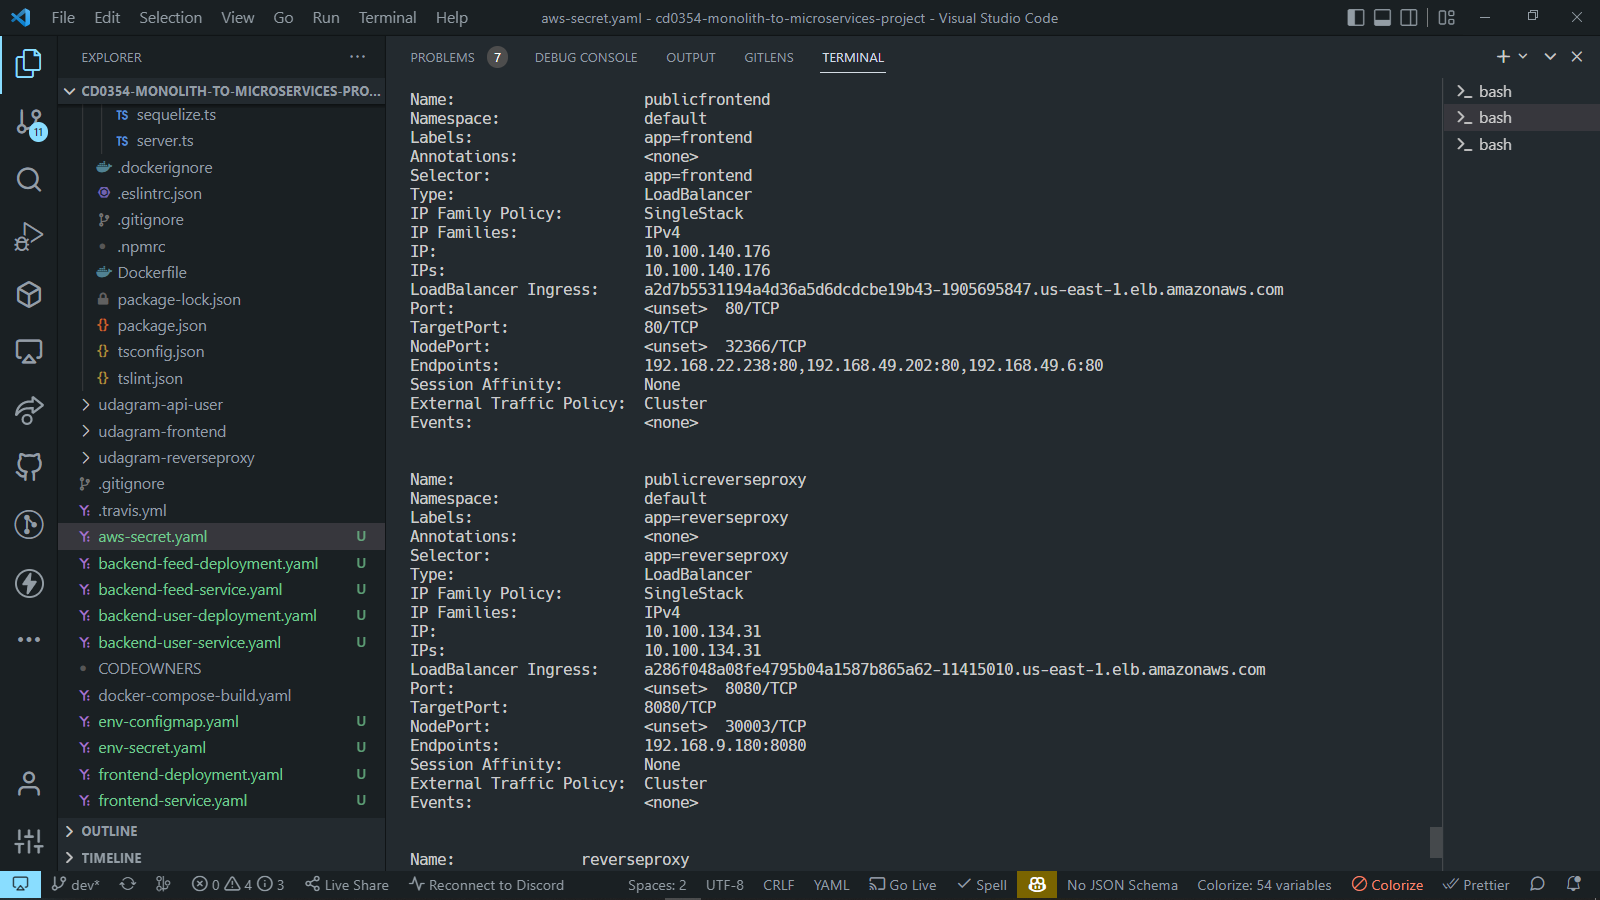 File Edit Selection View Go Run Terminal Help
aws-secret.yaml - cd0354-monolith-to-microservices-project - Visual Studio Code
EXPLORER
CD0354-MONOLITH-TO-MICROSERVICES-PRO...
TS sequelize.ts
TS server.ts
.dockerignore
.eslintrc.json
.gitignore
.npmrc
Dockerfile
package-lock.json
{} package.json
{} tsconfig.json
{} tslint.json
udagram-api-user
udagram-frontend
udagram-reverseproxy
.gitignore
.travis.yml
aws-secret.yaml U
backend-feed-deployment.yaml U
backend-feed-service.yaml U
backend-user-deployment.yaml U
backend-user-service.yaml U
CODEOWNERS
docker-compose-build.yaml
env-configmap.yaml U
env-secret.yaml U
frontend-deployment.yaml U
frontend-service.yaml U
OUTLINE
TIMELINE
11
PROBLEMS 7 DEBUG CONSOLE OUTPUT GITLENS TERMINAL
Name: publicfrontend
Namespace: default
Labels: app=frontend
Annotations: <none>
Selector: app=frontend
Type: LoadBalancer
IP Family Policy: SingleStack
IP Families: IPv4
IP: 10.100.140.176
IPs: 10.100.140.176
LoadBalancer Ingress: a2d7b5531194a4d36a5d6dcdcbe19b43-1905695847.us-east-1.elb.amazonaws.com
Port: <unset> 80/TCP
TargetPort: 80/TCP
NodePort: <unset> 32366/TCP
Endpoints: 192.168.22.238:80,192.168.49.202:80,192.168.49.6:80
Session Affinity: None
External Traffic Policy: Cluster
Events: <none>
Name: publicreverseproxy
Namespace: default
Labels: app=reverseproxy
Annotations: <none>
Selector: app=reverseproxy
Type: LoadBalancer
IP Family Policy: SingleStack
IP Families: IPv4
IP: 10.100.134.31
IPs: 10.100.134.31
LoadBalancer Ingress: a286f048a08fe4795b04a1587b865a62-11415010.us-east-1.elb.amazonaws.com
Port: <unset> 8080/TCP
TargetPort: 8080/TCP
NodePort: <unset> 30003/TCP
Endpoints: 192.168.9.180:8080
Session Affinity: None
External Traffic Policy: Cluster
Events: <none>
Name: reverseproxy
bash
bash
bash
dev* 0 4 3 Live Share Reconnect to Discord Spaces: 2 UTF-8 CRLF YAML Go Live Spell No JSON Schema Colorize: 54 variables Colorize Prettier